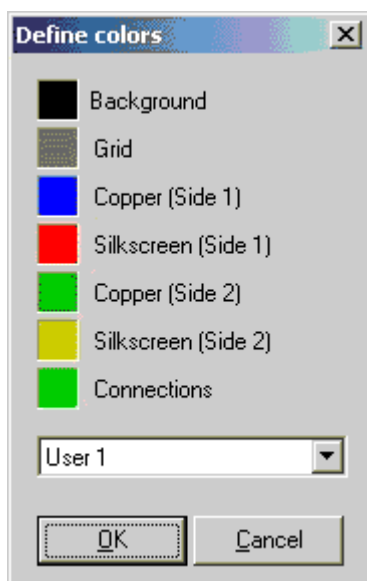 Define colors
Background
Grid
Copper (Side 1)
Silkscreen (Side 1)
Copper (Side 2)
Silkscreen (Side 2)
Connections
User 1
OK
Cancel